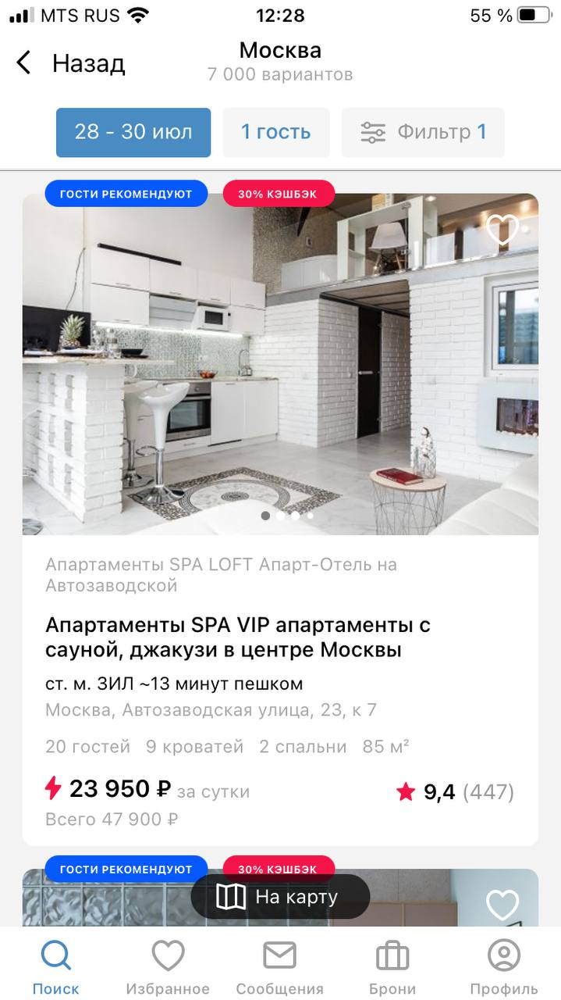 MTS RUS 12:28 55 %
Назад
Москва
7 000 вариантов
28 - 30 июл 1 гость Фильтр 1
ГОСТИ РЕКОМЕНДУЮТ 30% КЭШБЭК
Апартаменты SPA LOFT Апарт-Отель на
Автозаводской
Апартаменты SPA VIP апартаменты с
сауной, джакузи в центре Москвы
ст. м. ЗИЛ ~13 минут пешком
Москва, Автозаводская улица, 23, к 7
20 гостей 9 кроватей 2 спальни 85 м²
23 950 ₽ за сутки 9,4 (447)
Всего 47 900 ₽
ГОСТИ РЕКОМЕНДУЮТ 30% КЭШБЭК
На карту
Поиск Избранное Сообщения Брони Профиль